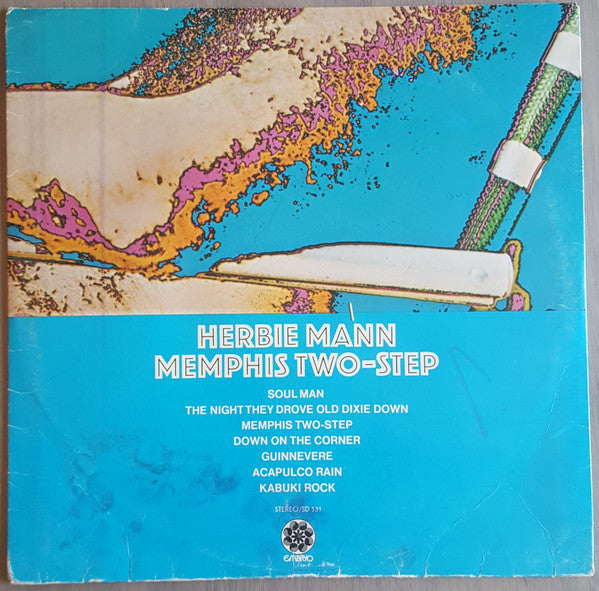 HERBIE MANN
MEMPHIS TWO-STEP
SOUL MAN
THE NIGHT THEY DROVE OLD DIXIE DOWN
MEMPHIS TWO-STEP
DOWN ON THE CORNER
GUINNEVERE
ACAPULCO RAIN
KABUKI ROCK
STEREO/SD 531
EMBRYO